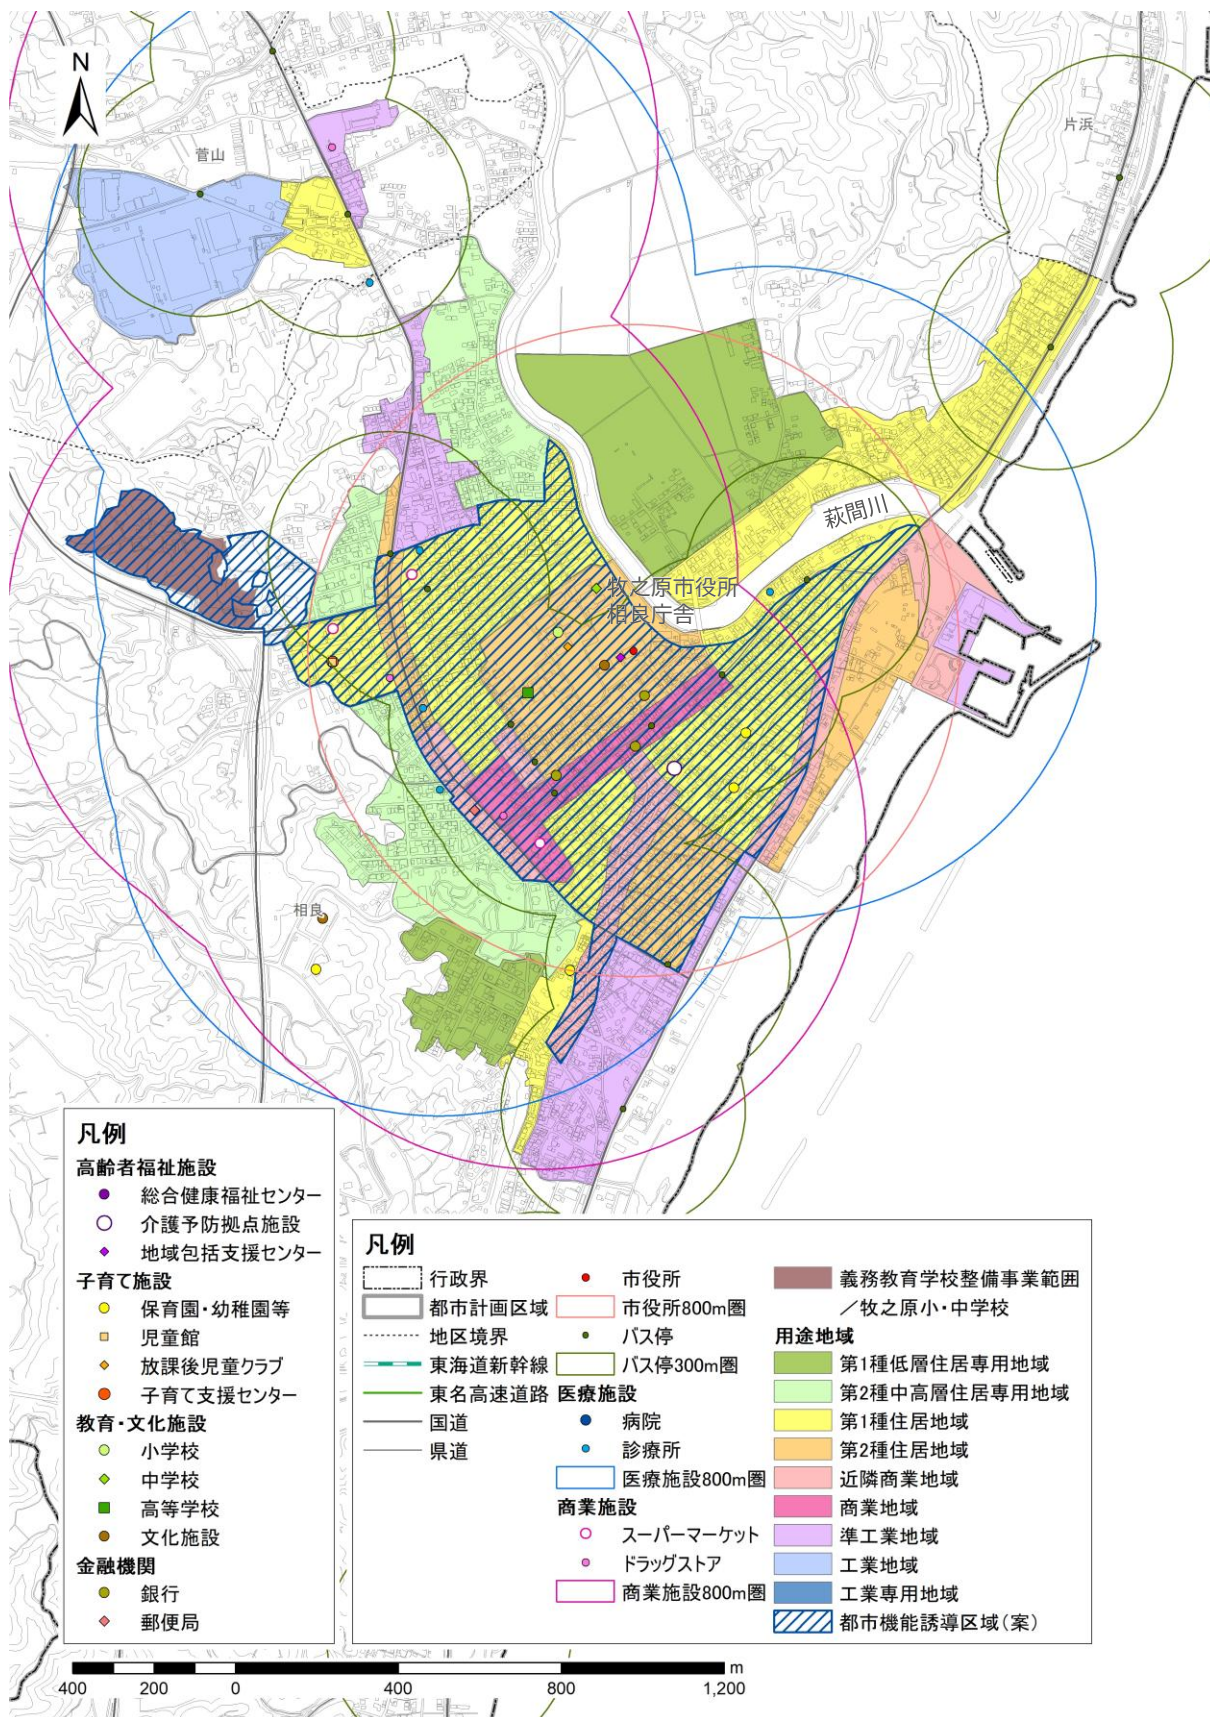 N
菅山
片浜
萩間川
牧之原市役所
相良庁舎
相良
凡例
高齢者福祉施設
総合健康福祉センター
介護予防拠点施設
地域包括支援センター
子育て施設
保育園・幼稚園等
児童館
放課後児童クラブ
子育て支援センター
教育・文化施設
小学校
中学校
高等学校
文化施設
金融機関
銀行
郵便局
凡例
行政界
都市計画区域
地区境界
東海道新幹線
東名高速道路
国道
県道
市役所
市役所800m圏
バス停
バス停300m圏
医療施設
病院
診療所
医療施設800m圏
商業施設
スーパーマーケット
ドラッグストア
商業施設800m圏
義務教育学校整備事業範囲
／牧之原小・中学校
用途地域
第1種低層住居専用地域
第2種中高層住居専用地域
第1種住居地域
第2種住居地域
近隣商業地域
商業地域
準工業地域
工業地域
工業専用地域
都市機能誘導区域（案）
400 200 0 400 800 1,200 m